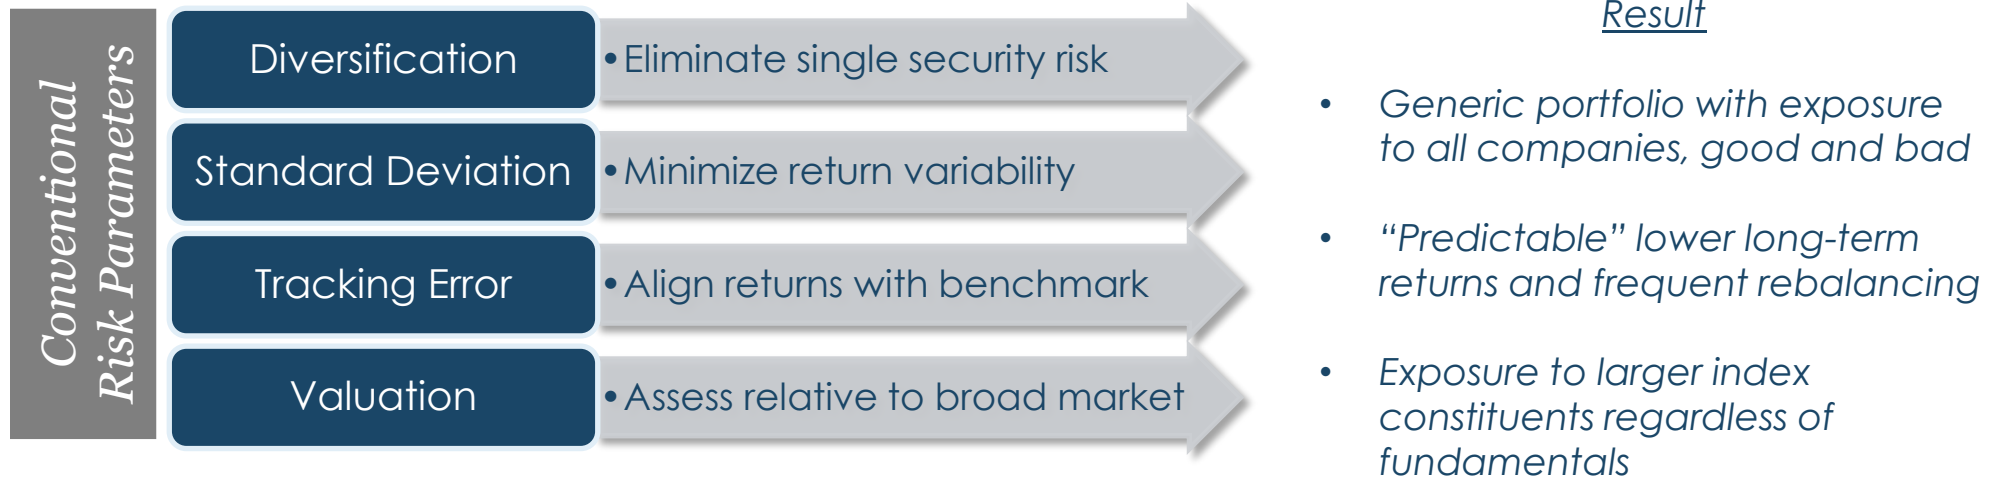 Conventional
Risk Parameters
Diversification
• Eliminate single security risk
Standard Deviation
• Minimize return variability
Tracking Error
• Align returns with benchmark
Valuation
• Assess relative to broad market
Result
• Generic portfolio with exposure
to all companies, good and bad
• “Predictable” lower long-term
returns and frequent rebalancing
• Exposure to larger index
constituents regardless of
fundamentals